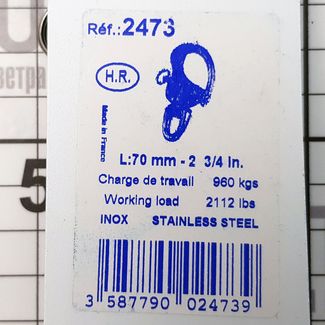 Réf.: 2473
H.R.
Made in France
L:70 mm - 2 3/4 in.
Charge de travail 960 kgs
Working load 2112 lbs
INOX STAINLESS STEEL
3 587790 024739
5